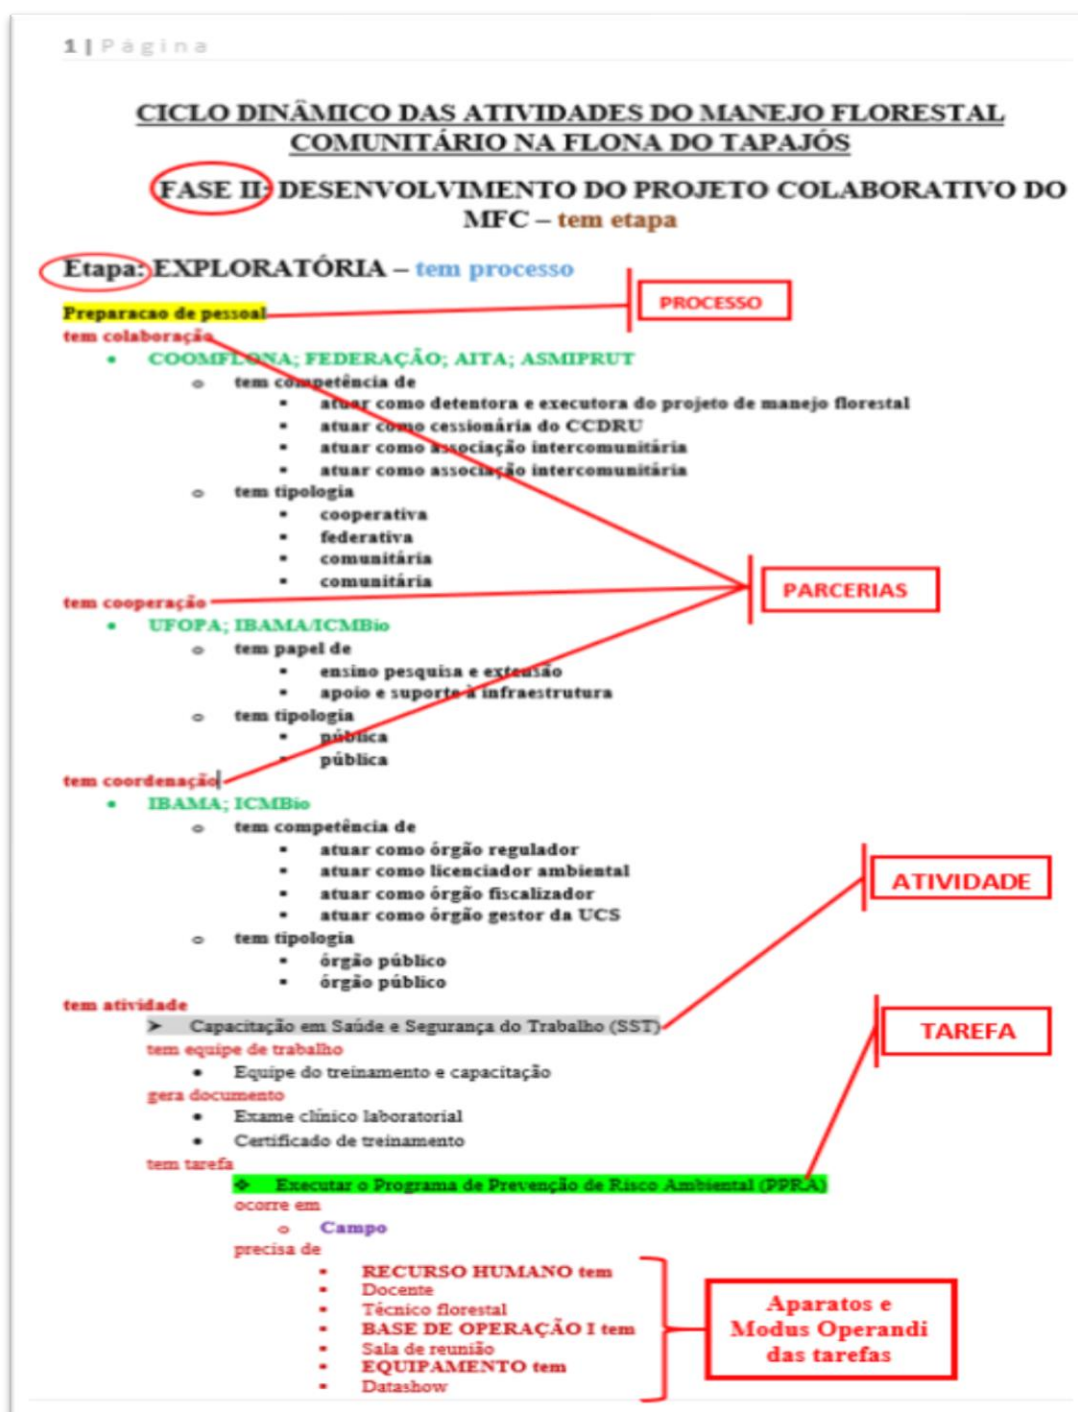 1 | Página
CICLO DINÂMICO DAS ATIVIDADES DO MANEJO FLORESTAL
COMUNITÁRIO NA FLONA DO TAPAJÓS
FASE II: DESENVOLVIMENTO DO PROJETO COLABORATIVO DO
MFC – tem etapa
Etapa: EXPLORATÓRIA – tem processo
PROCESSO
Preparacao de pessoal
tem colaboração
• COOMFLONA; FEDERAÇÃO; AITA; ASMIPRUT
o tem competência de
▪ atuar como detentora e executora do projeto de manejo florestal
▪ atuar como cessionária do CCDRU
▪ atuar como associação intercomunitária
▪ atuar como associação intercomunitária
o tem tipologia
▪ cooperativa
▪ federativa
▪ comunitária
▪ comunitária
PARCERIAS
tem cooperação
• UFOPA; IBAMA/ICMBio
o tem papel de
▪ ensino pesquisa e extensão
▪ apoio e suporte à infraestrutura
o tem tipologia
▪ pública
▪ pública
tem coordenação
• IBAMA; ICMBio
o tem competência de
▪ atuar como órgão regulador
▪ atuar como licenciador ambiental
▪ atuar como órgão fiscalizador
▪ atuar como órgão gestor da UCS
ATIVIDADE
o tem tipologia
▪ órgão público
▪ órgão público
tem atividade
➤ Capacitação em Saúde e Segurança do Trabalho (SST)
TAREFA
tem equipe de trabalho
• Equipe do treinamento e capacitação
gera documento
• Exame clínico laboratorial
• Certificado de treinamento
tem tarefa
❖ Executar o Programa de Prevenção de Risco Ambiental (PPRA)
ocorre em
o Campo
precisa de
▪ RECURSO HUMANO tem
▪ Docente
▪ Técnico florestal
▪ BASE DE OPERAÇÃO I tem
▪ Sala de reunião
▪ EQUIPAMENTO tem
▪ Datashow
Aparatos e
Modus Operandi
das tarefas